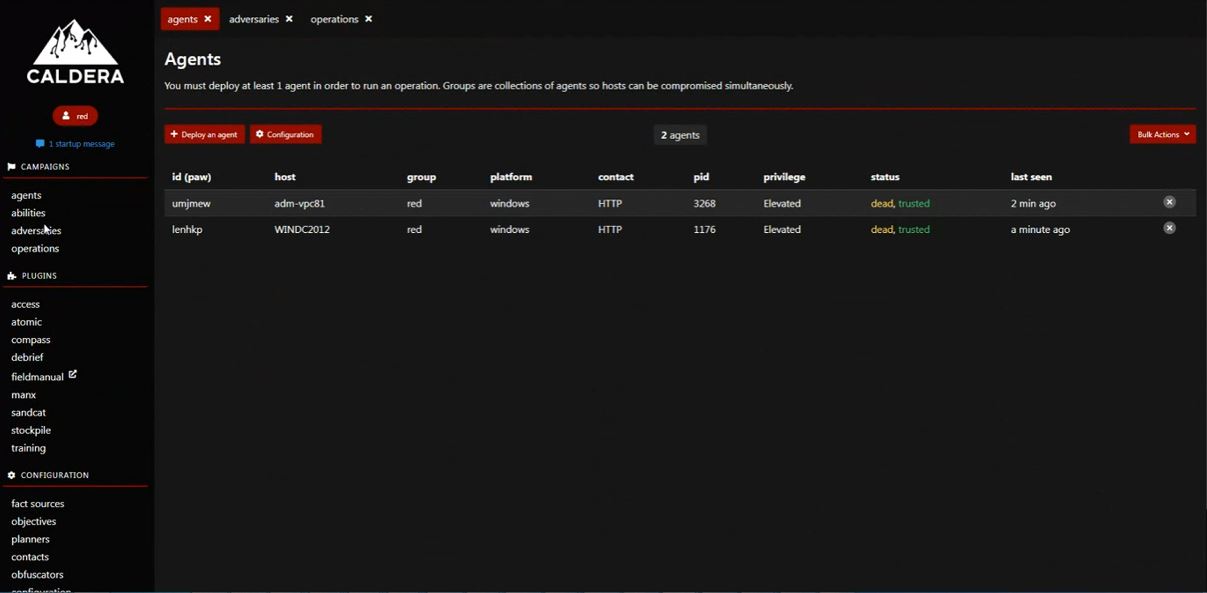 CALDERA
red
1 startup message
CAMPAIGNS
agents
abilities
adversaries
operations
PLUGINS
access
atomic
compass
debrief
fieldmanual
manx
sandcat
stockpile
training
CONFIGURATION
fact sources
objectives
planners
contacts
obfuscators
configuration
agents adversaries operations
Agents
You must deploy at least 1 agent in order to run an operation. Groups are collections of agents so hosts can be compromised simultaneously.
+ Deploy an agent Configuration 2 agents Bulk Actions
id (paw) host group platform contact pid privilege status last seen
umjmew adm-vpc81 red windows HTTP 3268 Elevated dead, trusted 2 min ago
lenhkp WINDC2012 red windows HTTP 1176 Elevated dead, trusted a minute ago